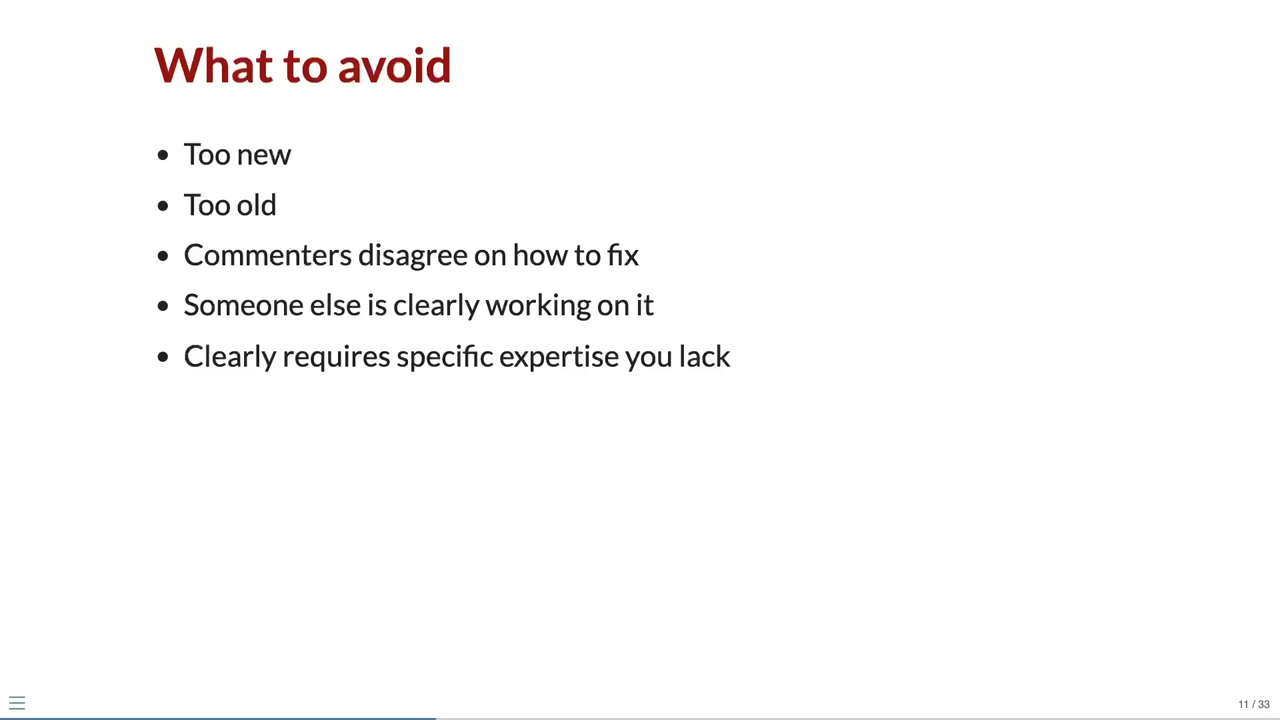 What to avoid
• Too new
• Too old
• Commenters disagree on how to fix
• Someone else is clearly working on it
• Clearly requires specific expertise you lack
11 / 33